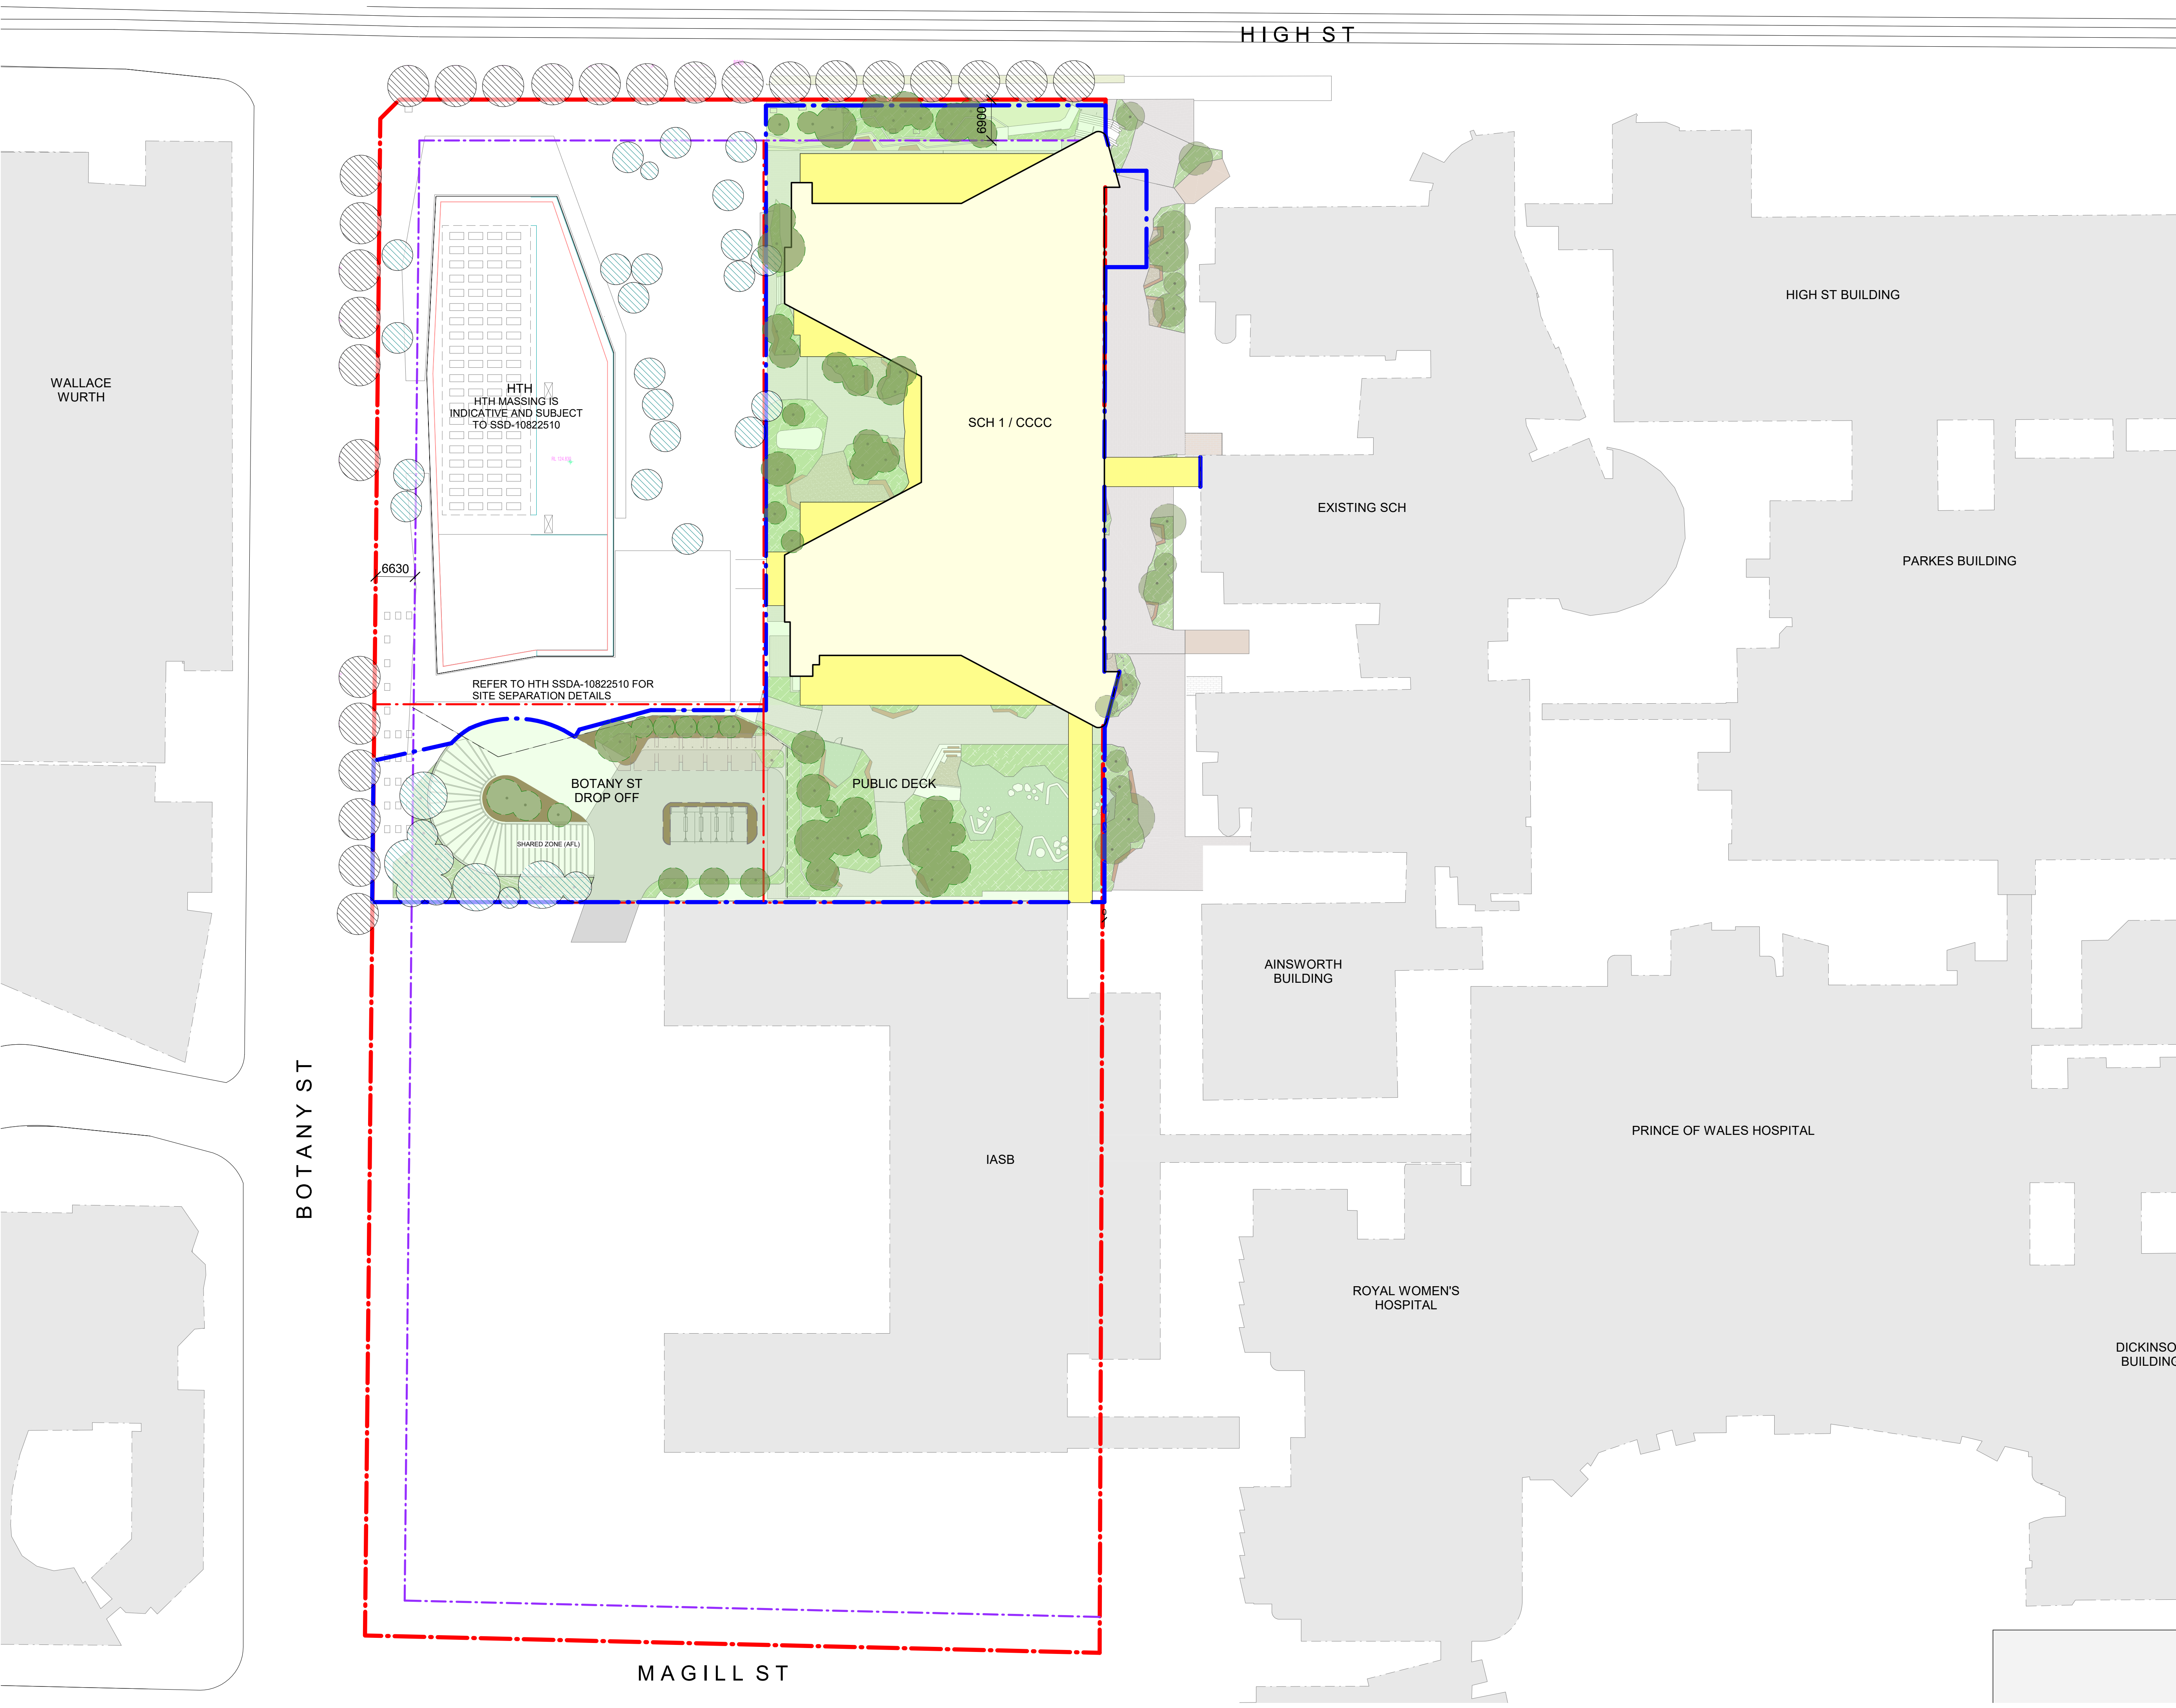 HIGH ST
6900
HIGH ST BUILDING
WALLACE
WURTH
HTH
HTH MASSING IS
INDICATIVE AND SUBJECT
TO SSD-10822510
SCH 1 / CCCC
EXISTING SCH
PARKES BUILDING
6630
REFER TO HTH SSDA-10822510 FOR
SITE SEPARATION DETAILS
BOTANY ST
DROP OFF
PUBLIC DECK
SHARED ZONE (AFL)
0
AINSWORTH
BUILDING
BOTANY ST
IASB
PRINCE OF WALES HOSPITAL
ROYAL WOMEN'S
HOSPITAL
DICKINSO
BUILDING
MAGILL ST